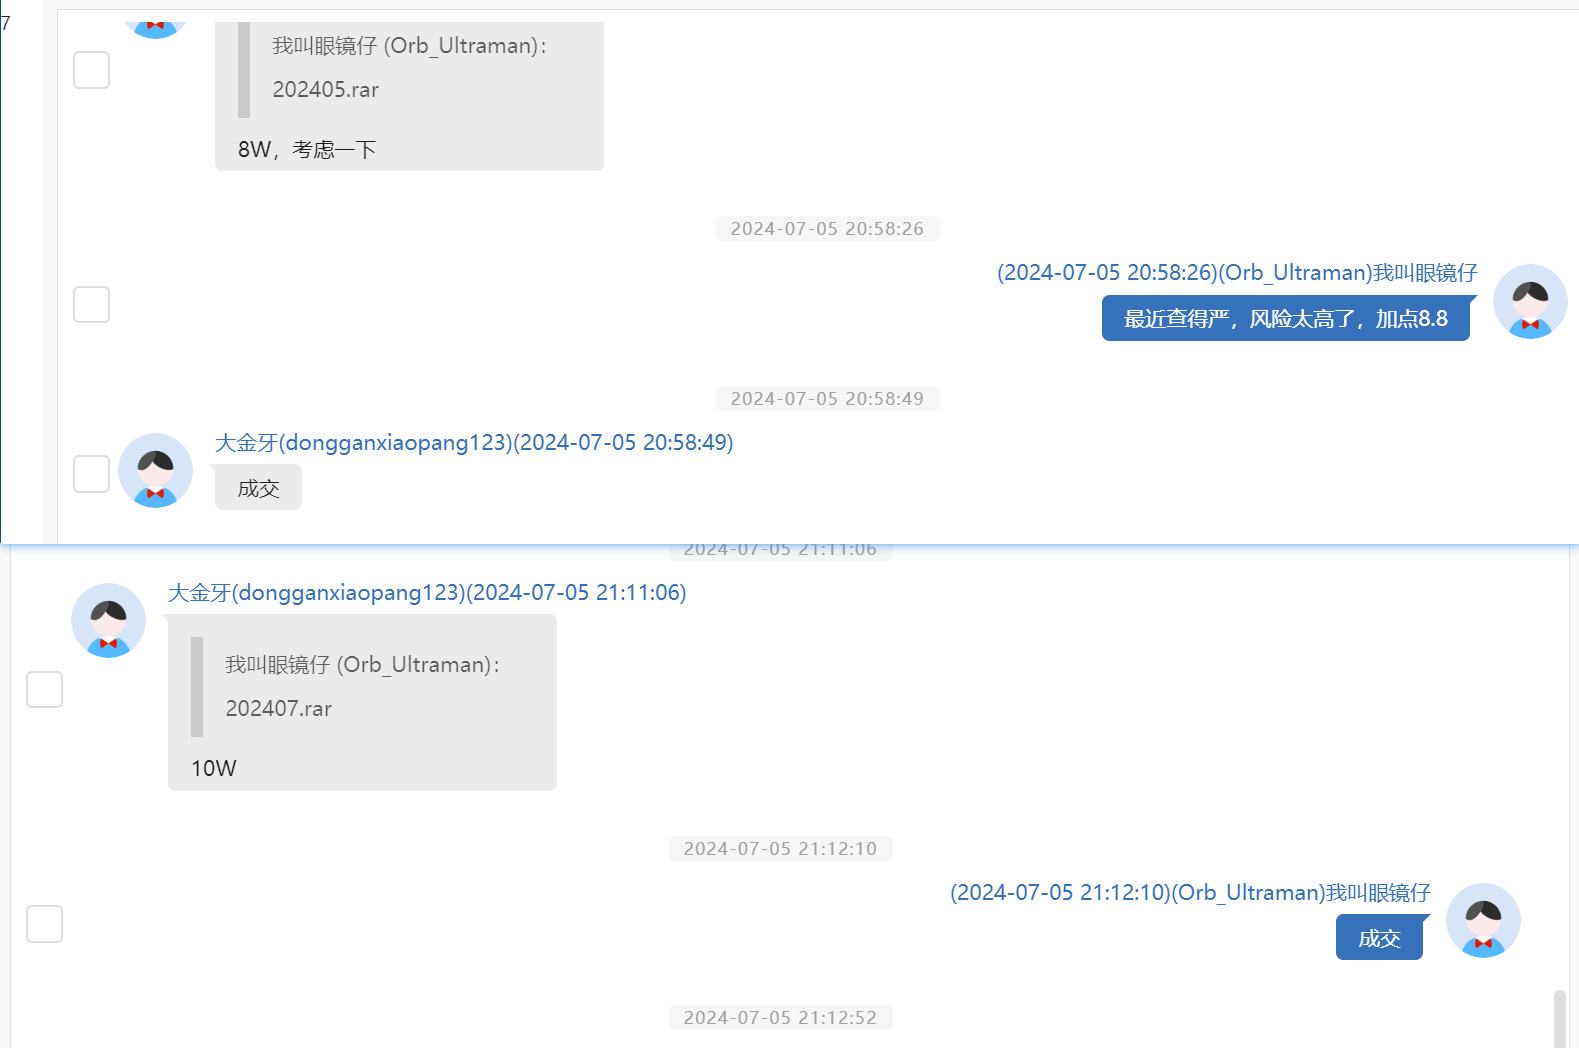 7
我叫眼镜仔 (Orb_Ultraman)：
202405.rar
8W，考虑一下
2024-07-05 20:58:26
(2024-07-05 20:58:26)(Orb_Ultraman)我叫眼镜仔
最近查得严，风险太高了，加点8.8
2024-07-05 20:58:49
大金牙(dongganxiaopang123)(2024-07-05 20:58:49)
成交
2024-07-05 21:11:06
大金牙(dongganxiaopang123)(2024-07-05 21:11:06)
我叫眼镜仔 (Orb_Ultraman)：
202407.rar
10W
2024-07-05 21:12:10
(2024-07-05 21:12:10)(Orb_Ultraman)我叫眼镜仔
成交
2024-07-05 21:12:52